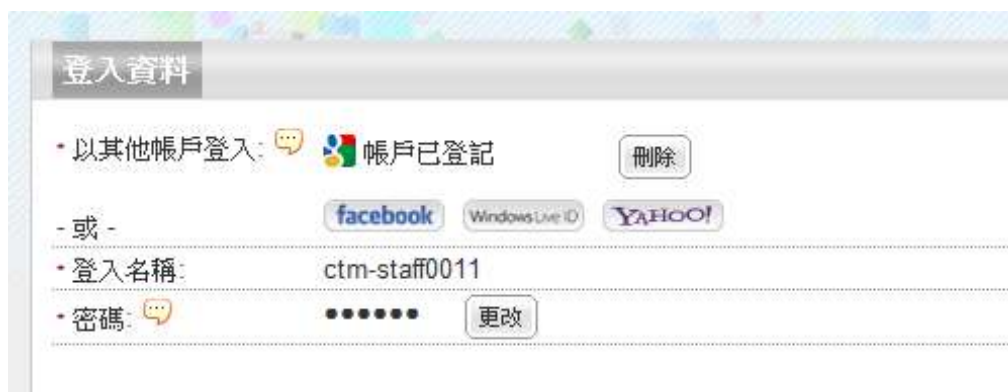 登入資料
・以其他帳戶登入: 帳戶已登記 刪除
- 或 - facebook Windows Live ID YAHOO!
・登入名稱: ctm-staff0011
・密碼: •••••• 更改